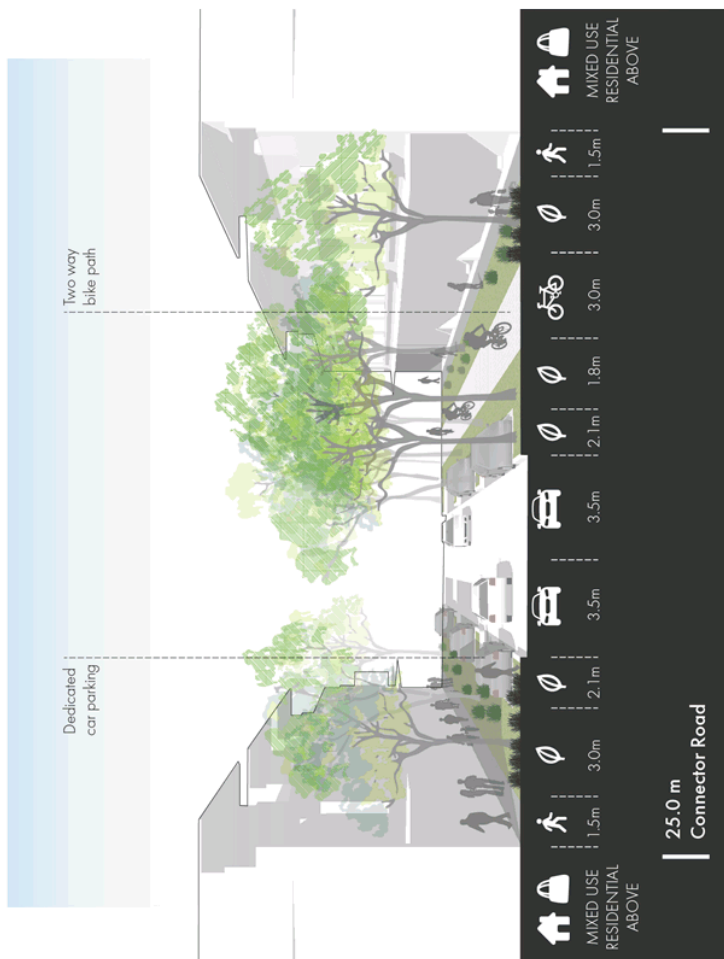 Dedicated
car parking
Two way
bike path
MIXED USE
RESIDENTIAL
ABOVE
1.5m
3.0m
2.1m
3.5m
3.5m
2.1m
1.8m
3.0m
3.0m
1.5m
MIXED USE
RESIDENTIAL
ABOVE
25.0 m
Connector Road